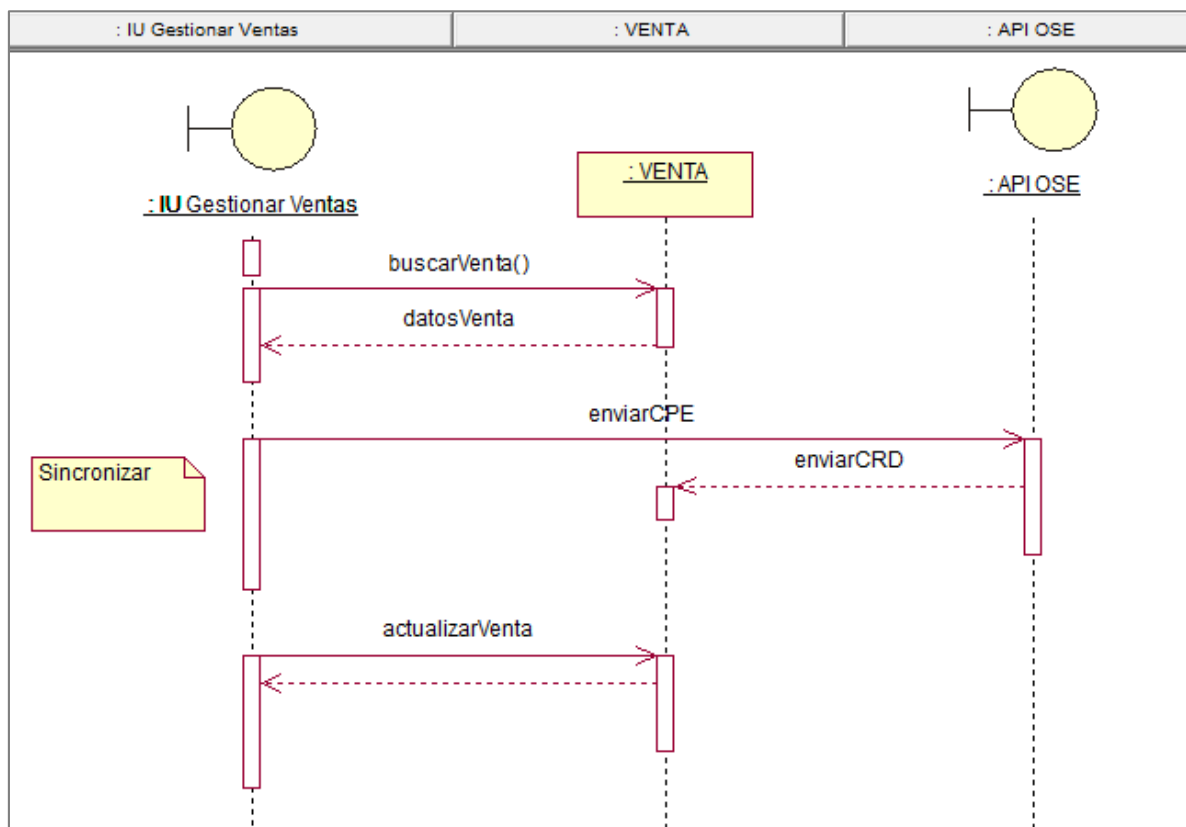 : IU Gestionar Ventas
: VENTA
: API OSE
: IU Gestionar Ventas
: VENTA
: API OSE
buscarVenta()
datosVenta
enviarCPE
enviarCRD
Sincronizar
actualizarVenta